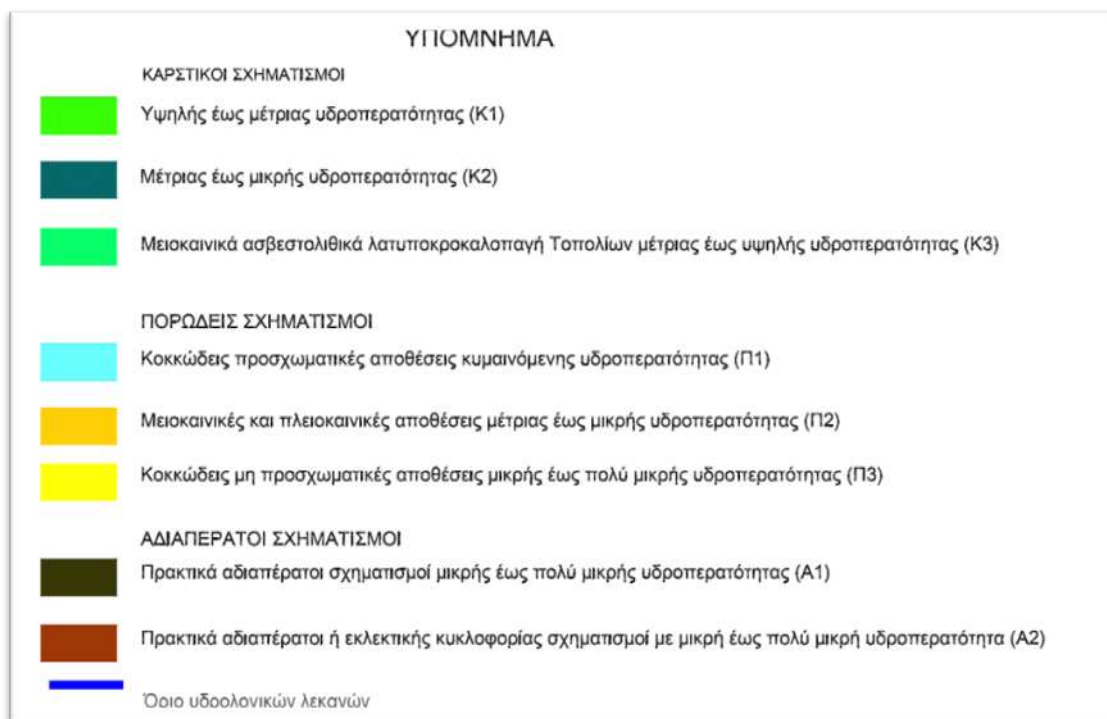 ΥΠΟΜΝΗΜΑ
ΚΑΡΣΤΙΚΟΙ ΣΧΗΜΑΤΙΣΜΟΙ
Υψηλής έως μέτριας υδροπερατότητας (Κ1)
Μέτριας έως μικρής υδροπερατότητας (Κ2)
Μειοκαινικά ασβεστολιθικά λατυποκροκαλοπαγή Τοπολίων μέτριας έως υψηλής υδροπερατότητας (Κ3)
ΠΟΡΩΔΕΙΣ ΣΧΗΜΑΤΙΣΜΟΙ
Κοκκώδεις προσχωματικές αποθέσεις κυμαινόμενης υδροπερατότητας (Π1)
Μειοκαινικές και πλειοκαινικές αποθέσεις μέτριας έως μικρής υδροπερατότητας (Π2)
Κοκκώδεις μη προσχωματικές αποθέσεις μικρής έως πολύ μικρής υδροπερατότητας (Π3)
ΑΔΙΑΠΕΡΑΤΟΙ ΣΧΗΜΑΤΙΣΜΟΙ
Πρακτικά αδιαπέρατοι σχηματισμοί μικρής έως πολύ μικρής υδροπερατότητας (Α1)
Πρακτικά αδιαπέρατοι ή εκλεκτικής κυκλοφορίας σχηματισμοί με μικρή έως πολύ μικρή υδροπερατότητα (Α2)
Όριο υδρολογικών λεκανών